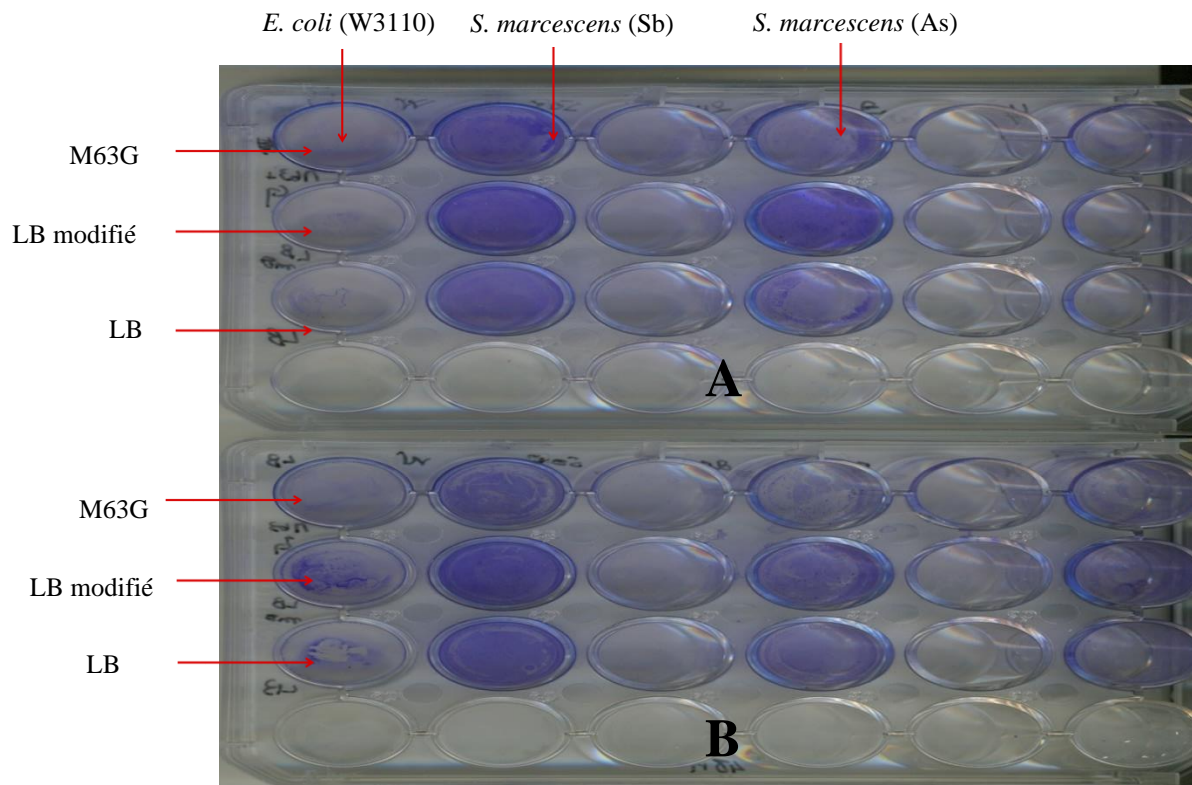 E. coli (W3110) S. marcescens (Sb) S. marcescens (As)
M63G
LB modifié
LB
A
M63G
LB modifié
LB
B